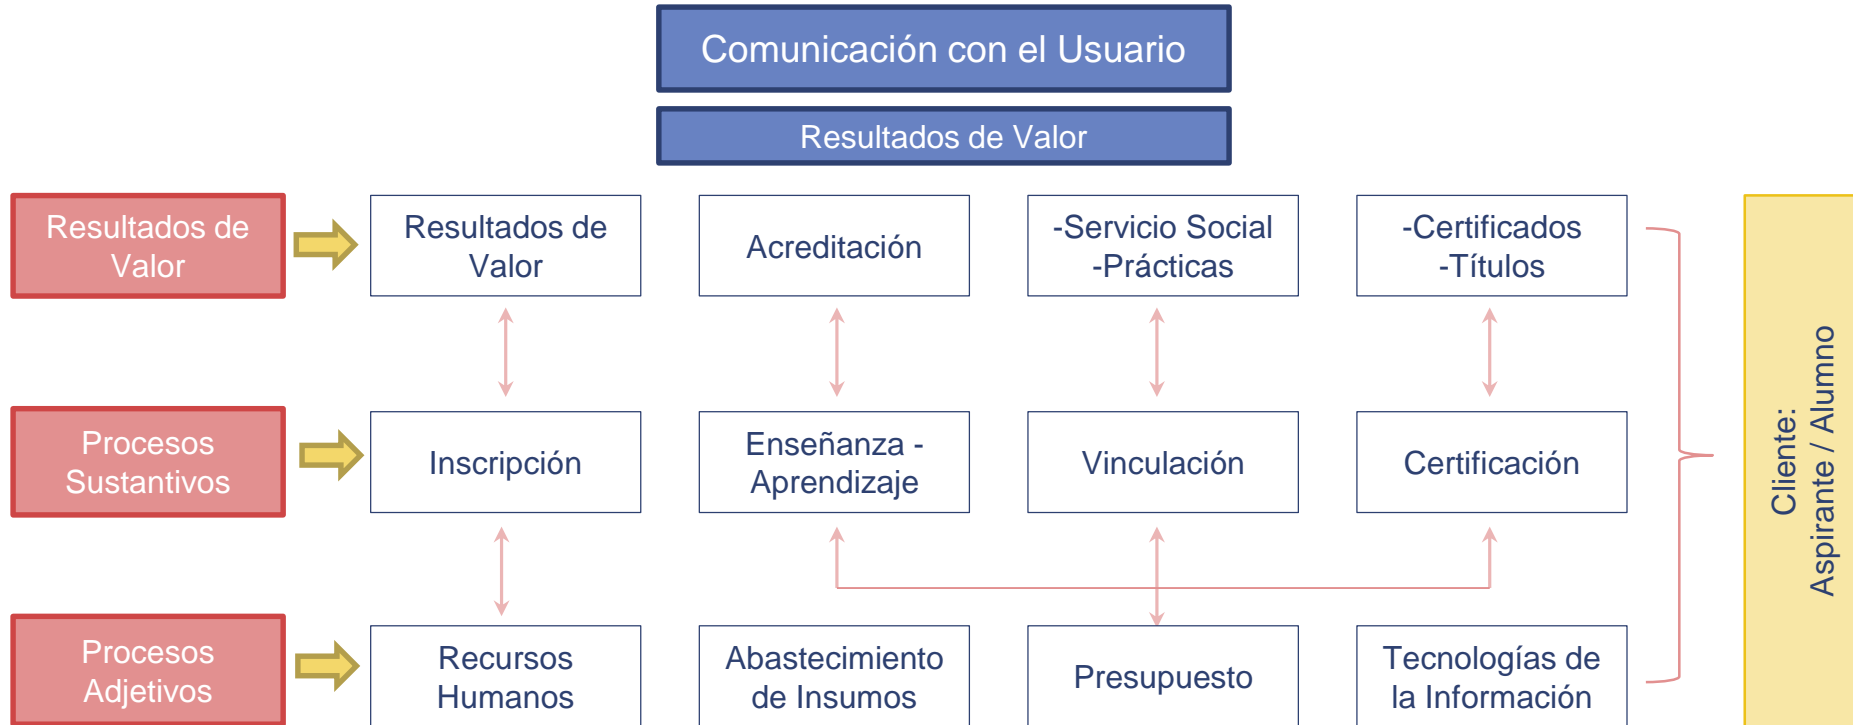 Comunicación con el Usuario
Resultados de Valor
Resultados de
Valor
Resultados de
Valor
Acreditación
-Servicio Social
-Prácticas
-Certificados
-Títulos
Procesos
Sustantivos
Inscripción
Enseñanza -
Aprendizaje
Vinculación
Certificación
Procesos
Adjetivos
Recursos
Humanos
Abastecimiento
de Insumos
Presupuesto
Tecnologías de
la Información
Cliente:
Aspirante / Alumno